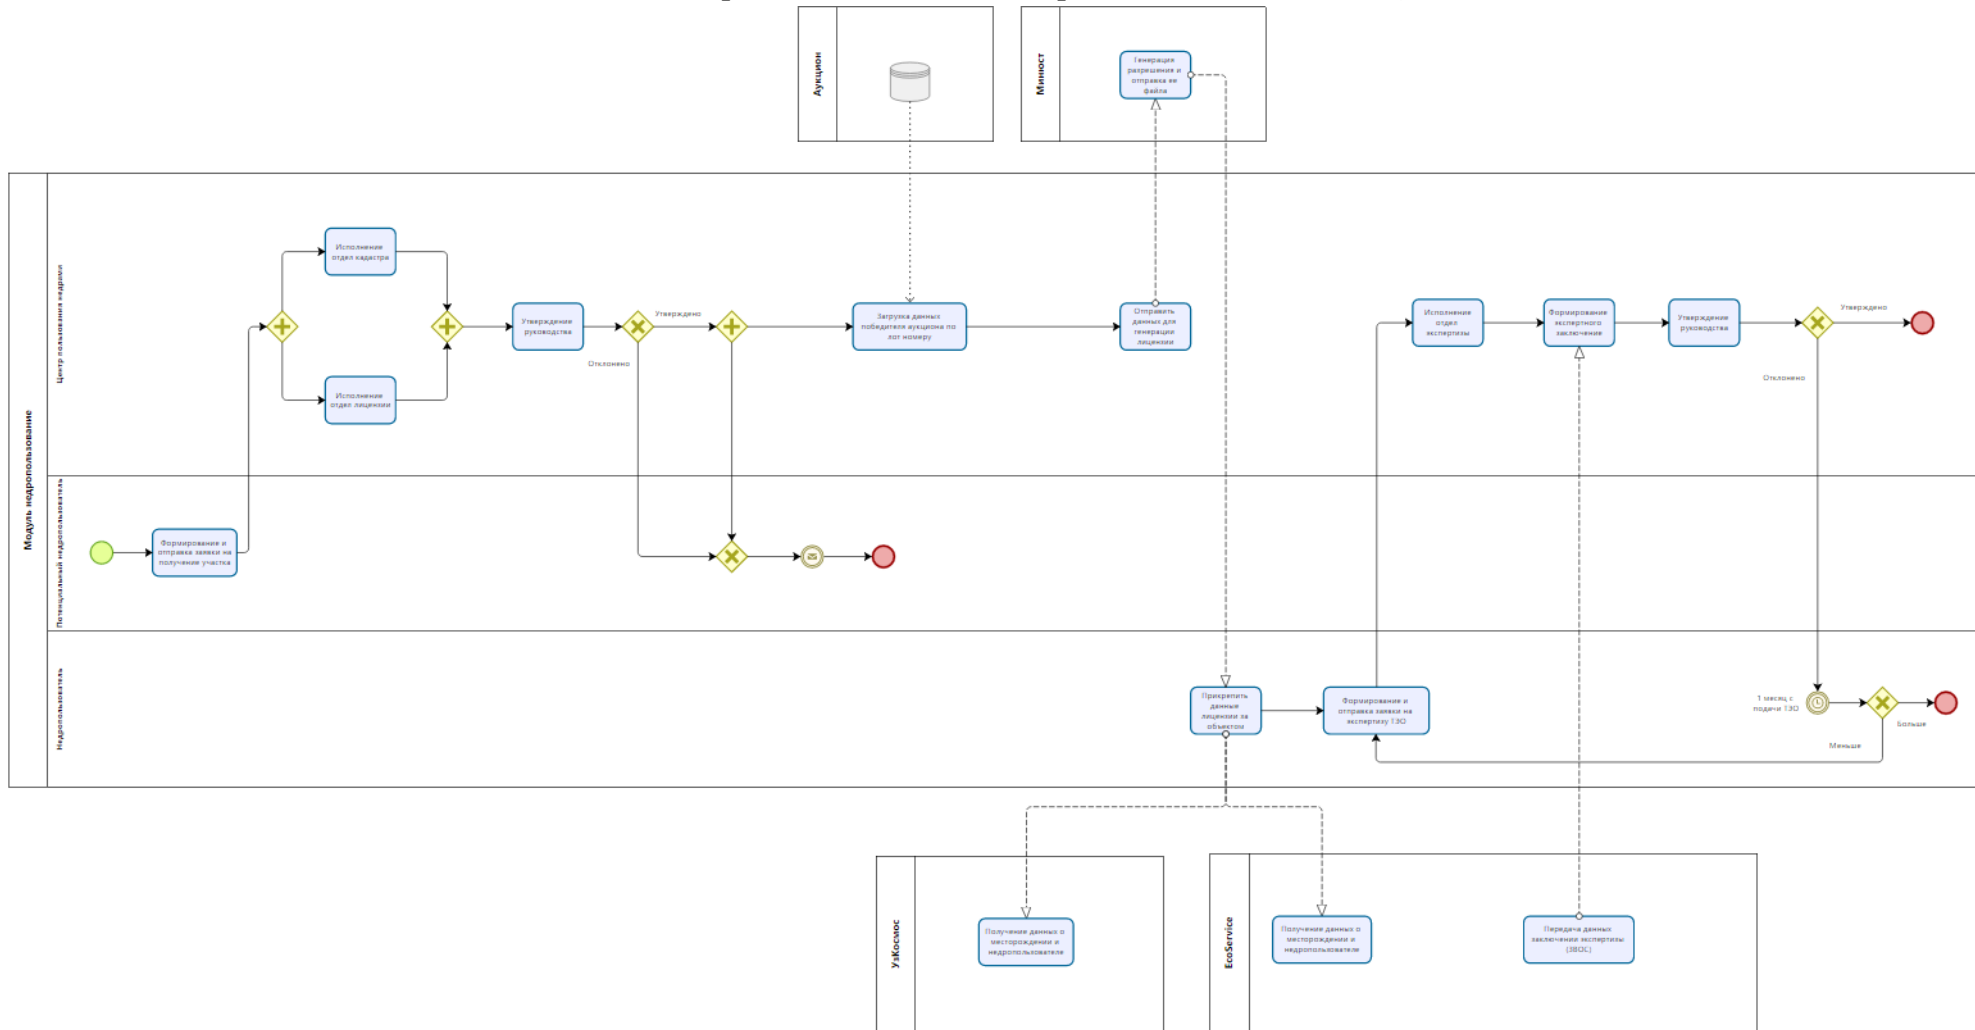 Аукцион
Минюст
Генерация
разрешения и
отправка ее
файла
Модуль недропользование
Центр пользования недрами
Исполнение
отдел кадастра
Исполнение
отдел лицензии
Утверждение
руководства
Утверждено
Отклонено
Загрузка данных
победителя аукциона по
лот номеру
Отправить
данных для
генерации
лицензии
Исполнение
отдел
экспертизы
Формирование
экспертного
заключение
Утверждение
руководства
Утверждено
Отклонено
Потенциальный недропользователь
Формирование и
отправка заявки на
получение участка
Недропользователь
Прикрепить
данные
лицензии за
объектом
Формирование и
отправка заявки на
экспертизу ТЭО
1 месяц с
подачи ТЭО
Больше
Меньше
УзКосмос
Получение данных о
месторождении и
недропользователе
EcoService
Получение данных о
месторождении и
недропользователе
Передача данных
заключении экспертизы
(ЗВОС)